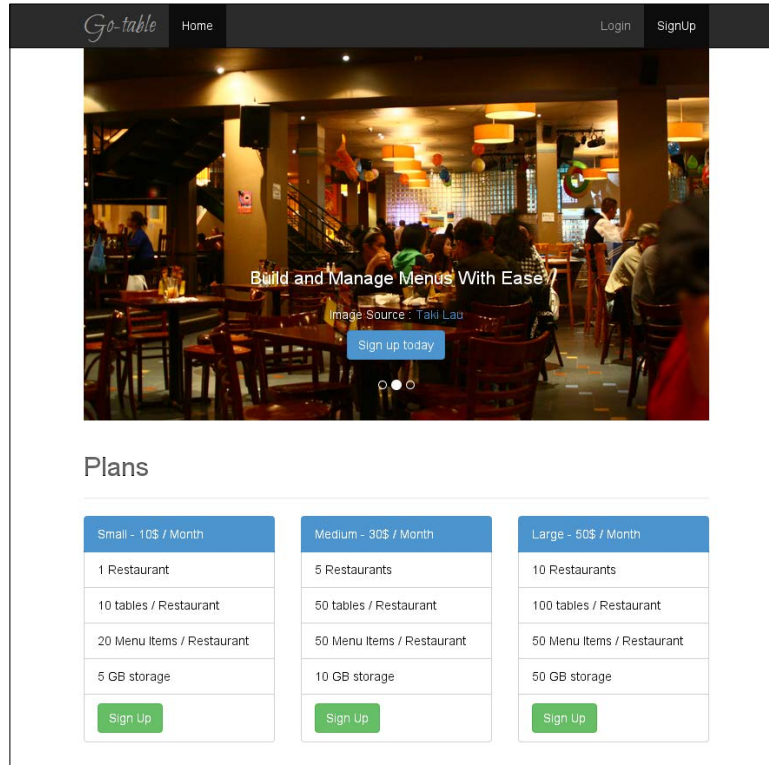 Go-table Home Login SignUp
Build and Manage Menus With Ease
Image Source : Taki Lau
Sign up today
Plans
Small - 10$ / Month
1 Restaurant
10 tables / Restaurant
20 Menu Items / Restaurant
5 GB storage
Sign Up
Medium - 30$ / Month
5 Restaurants
50 tables / Restaurant
50 Menu Items / Restaurant
10 GB storage
Sign Up
Large - 50$ / Month
10 Restaurants
100 tables / Restaurant
50 Menu Items / Restaurant
50 GB storage
Sign Up